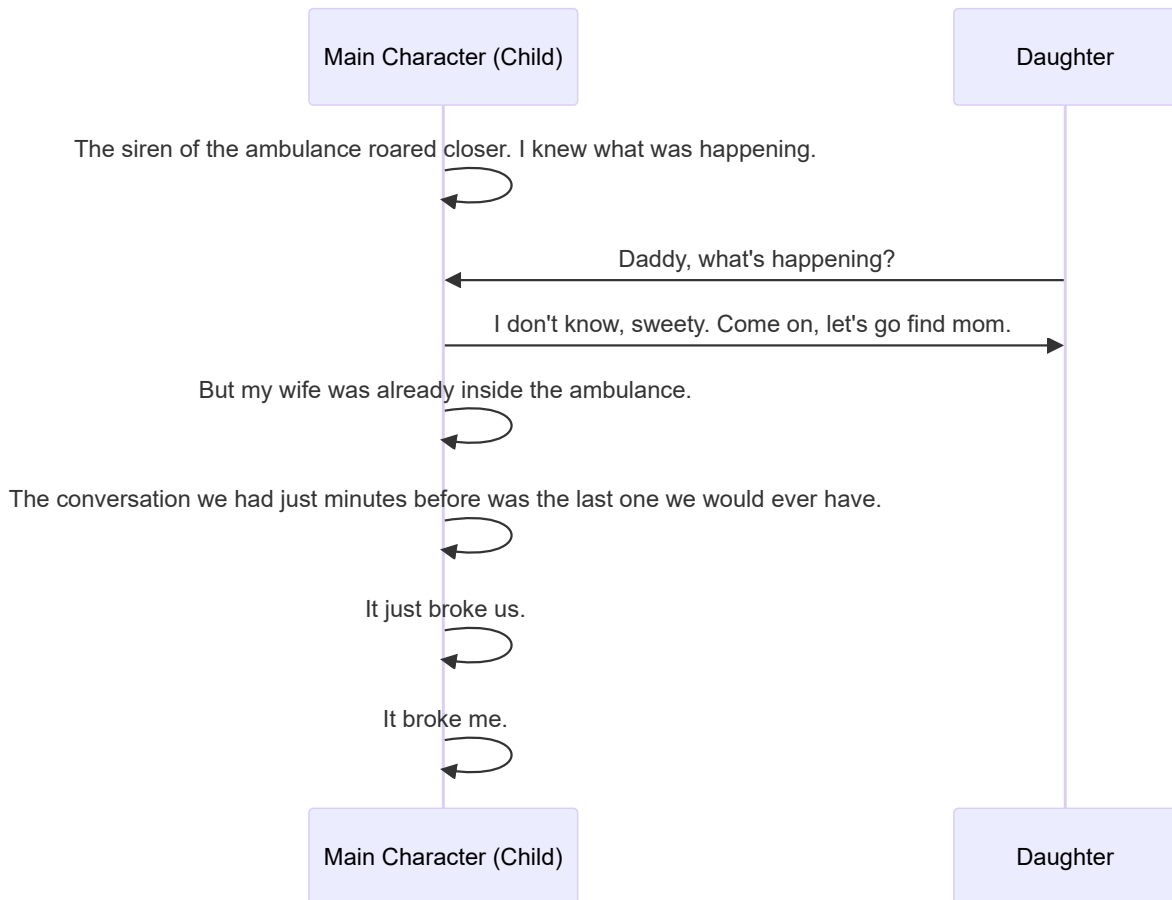 Main Character (Child)
Daughter
The siren of the ambulance roared closer. I knew what was happening.
Daddy, what's happening?
I don't know, sweety. Come on, let's go find mom.
But my wife was already inside the ambulance.
The conversation we had just minutes before was the last one we would ever have.
It just broke us.
It broke me.
Main Character (Child)
Daughter